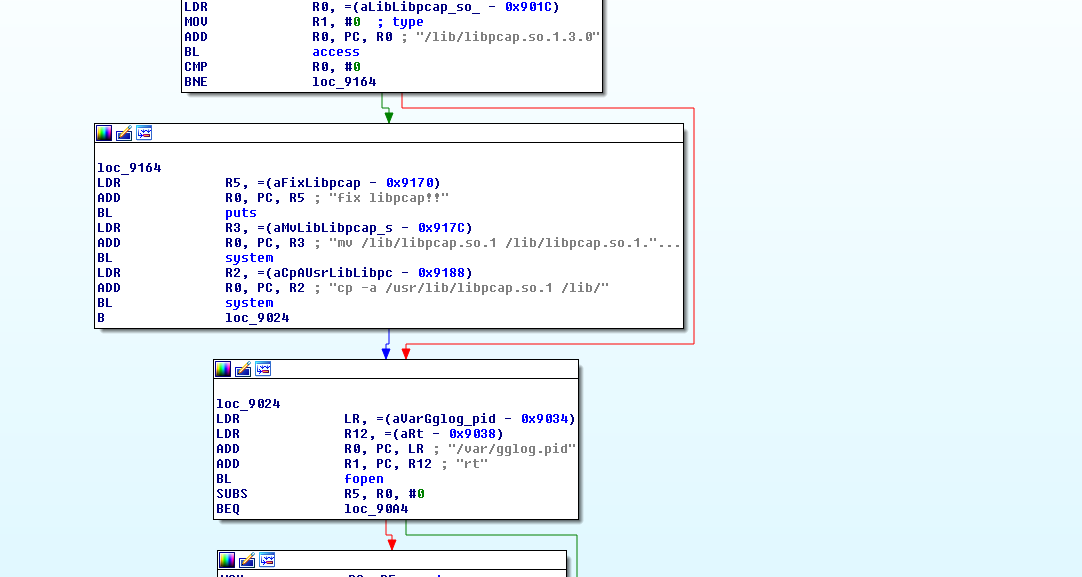 LDR R0, =(aLibLibpcap_so_ - 0x901C)
MOV R1, #0 ; type
ADD R0, PC, R0 ; "/lib/libpcap.so.1.3.0"
BL access
CMP R0, #0
BNE loc_9164
loc_9164
LDR R5, =(aFixLibpcap - 0x9170)
ADD R0, PC, R5 ; "fix libpcap!!"
BL puts
LDR R3, =(aMvLibLibpcap_s - 0x917C)
ADD R0, PC, R3 ; "mv /lib/libpcap.so.1 /lib/libpcap.so.1."...
BL system
LDR R2, =(aCpAUsrLibLibpc - 0x9188)
ADD R0, PC, R2 ; "cp -a /usr/lib/libpcap.so.1 /lib/"
BL system
B loc_9024
loc_9024
LDR LR, =(aVarGglog_pid - 0x9034)
LDR R12, =(aRt - 0x9038)
ADD R0, PC, LR ; "/var/gglog.pid"
ADD R1, PC, R12 ; "rt"
BL fopen
SUBS R5, R0, #0
BEQ loc_90A4